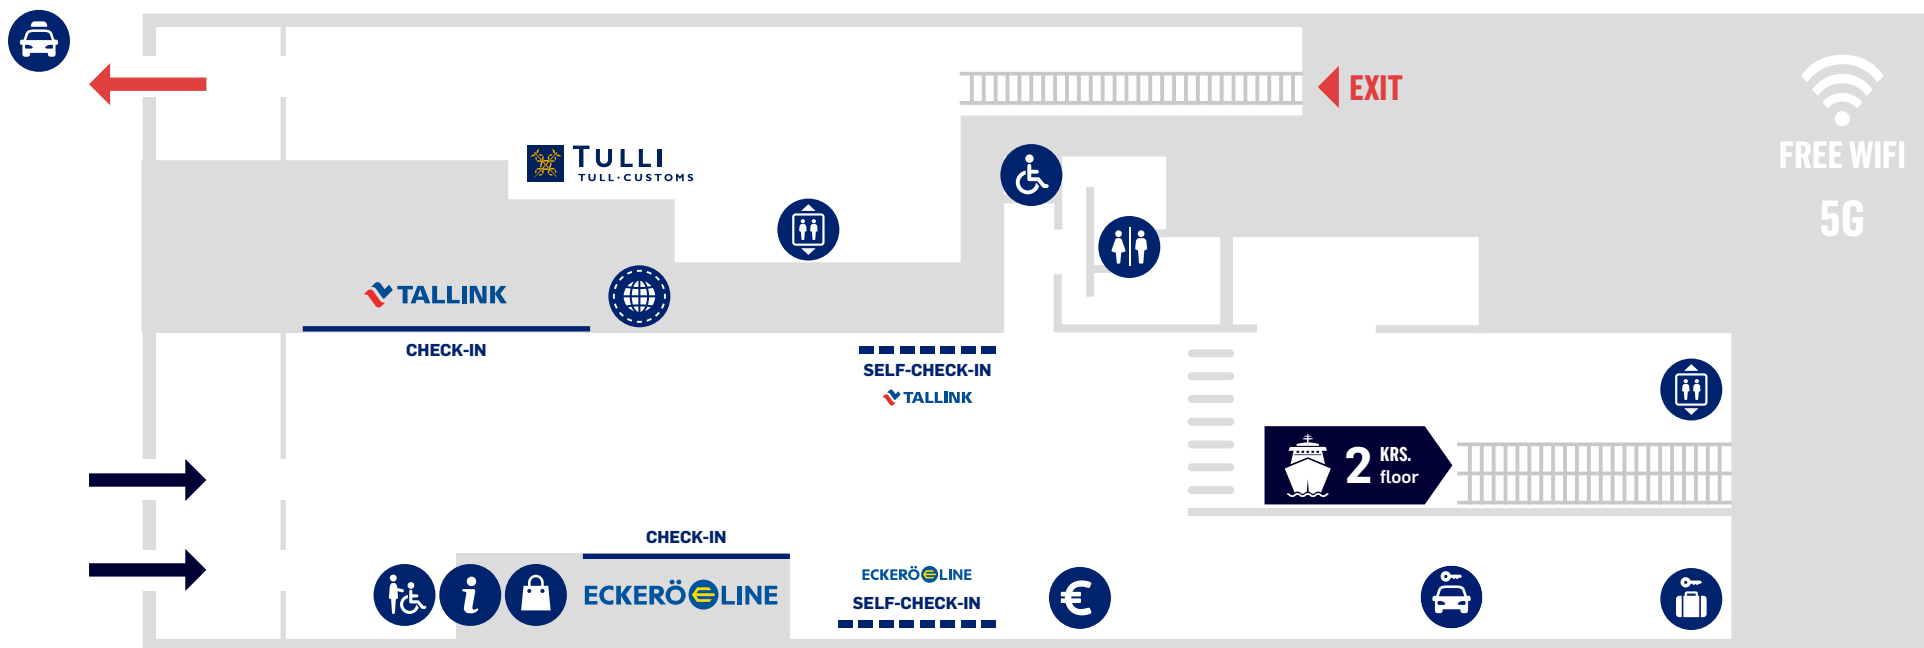 EXIT
FREE WIFI
5G
TULLI
TULL·CUSTOMS
TALLINK
CHECK-IN
SELF-CHECK-IN
TALLINK
2 KRS.
floor
CHECK-IN
ECKERÖ LINE
ECKERÖ LINE
SELF-CHECK-IN
i
€